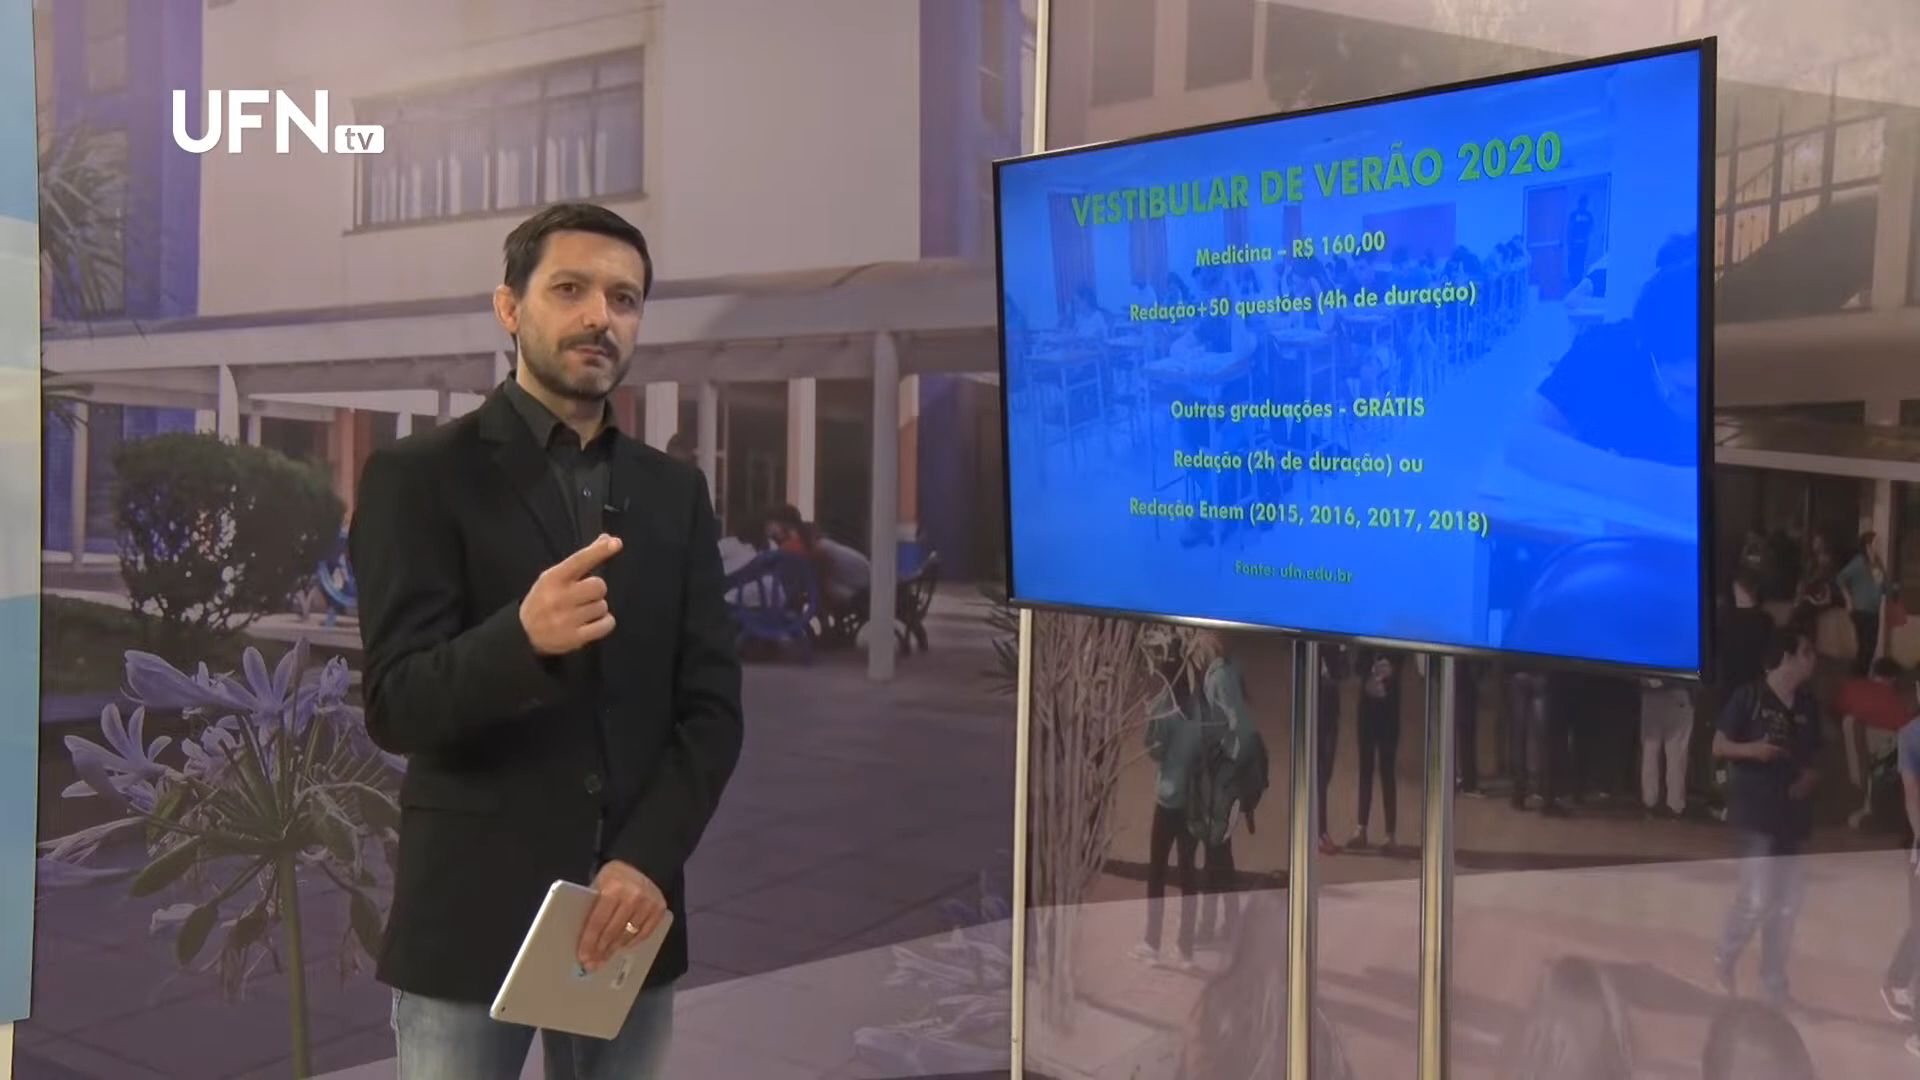 UFN tv
VESTIBULAR DE VERÃO 2020
Medicina – R$ 160,00
Redação+50 questões (4h de duração)
Outras graduações - GRÁTIS
Redação (2h de duração) ou
Redação Enem (2015, 2016, 2017, 2018)
Fonte: ufn.edu.br